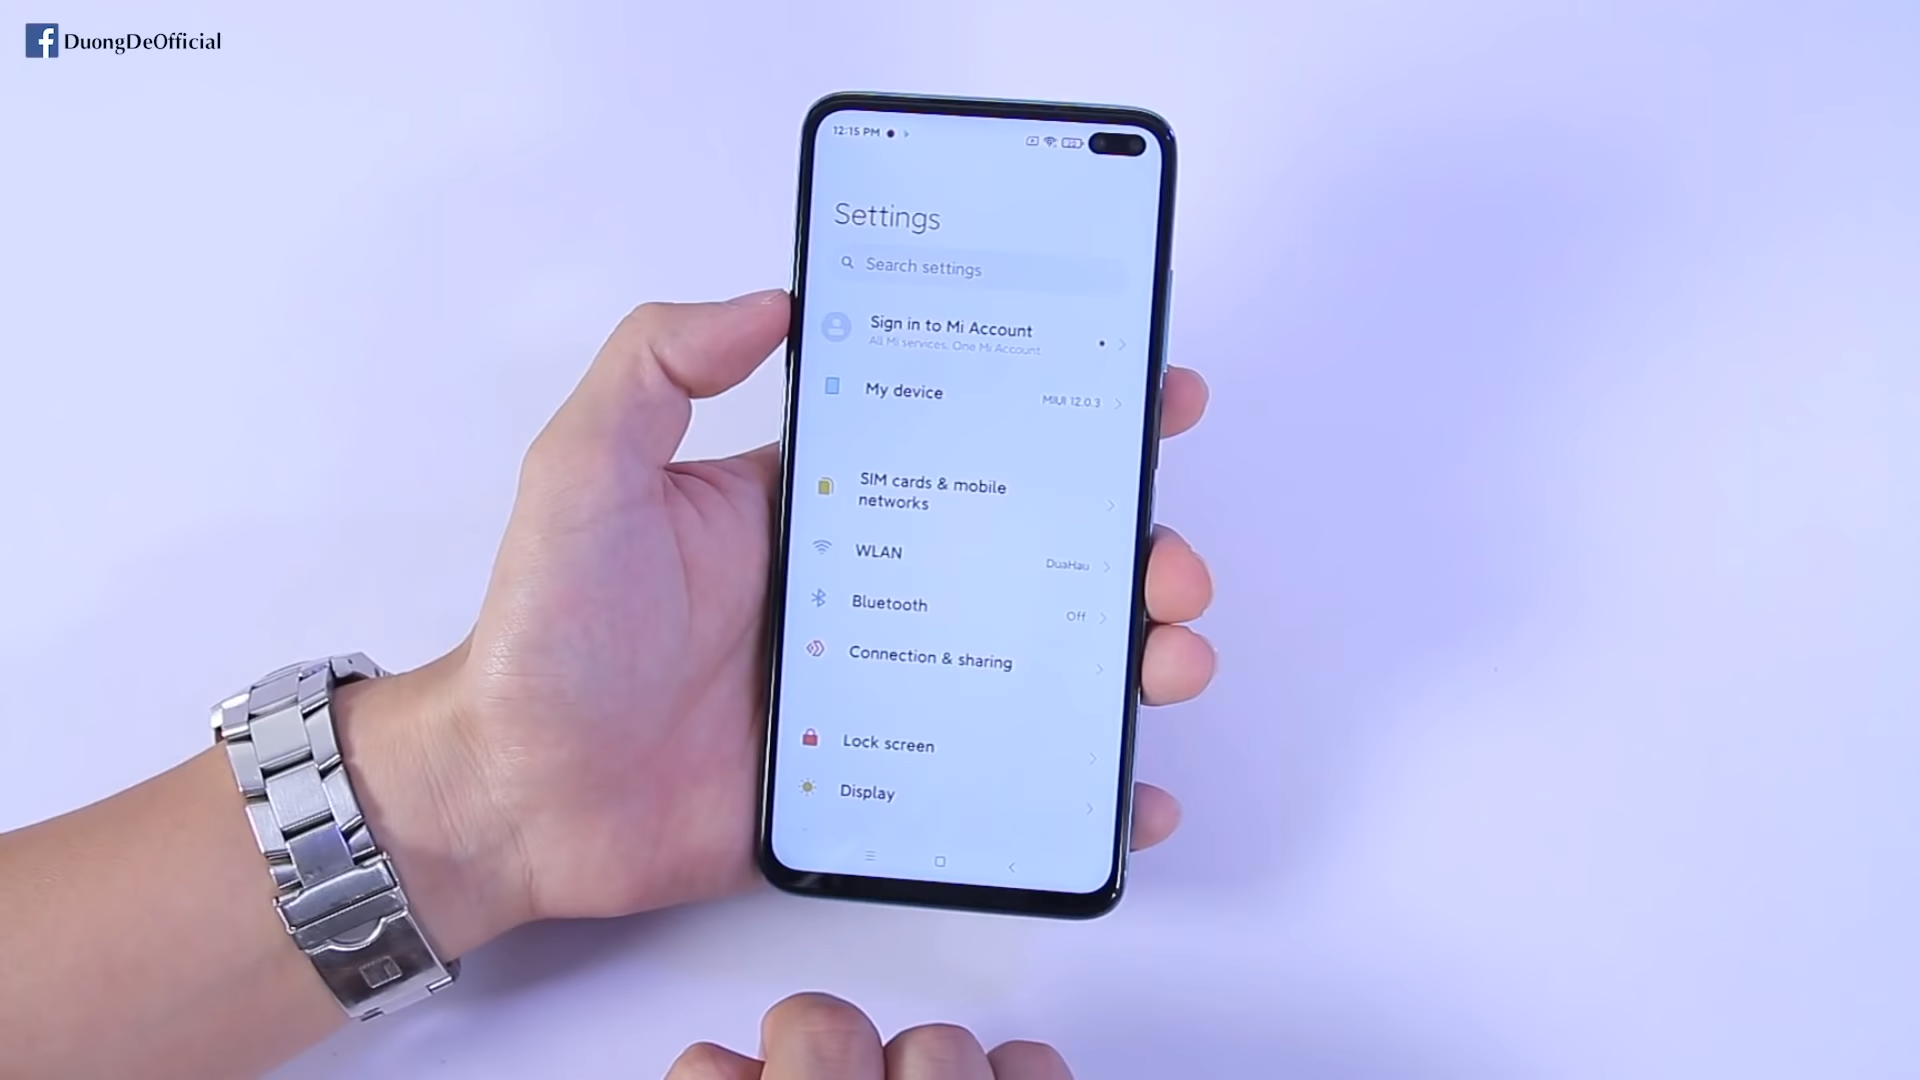 DuongDeOfficial
12:15 PM
Settings
Search settings
Sign in to Mi Account
All Mi services. One Mi Account
My device
MIUI 12.0.3
SIM cards & mobile
networks
WLAN
DuaHau
Bluetooth
Off
Connection & sharing
Lock screen
Display